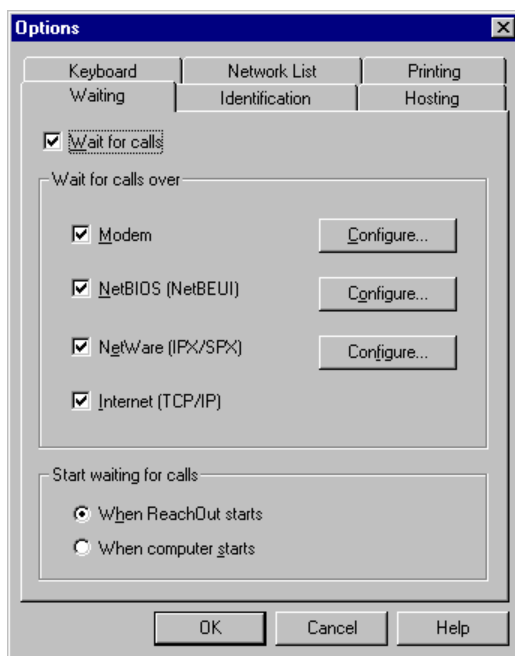 Options
Keyboard Network List Printing
Waiting Identification Hosting
Wait for calls
Wait for calls over
Modem Configure...
NetBIOS (NetBEUI) Configure...
NetWare (IPX/SPX) Configure...
Internet (TCP/IP)
Start waiting for calls
When ReachOut starts
When computer starts
OK Cancel Help